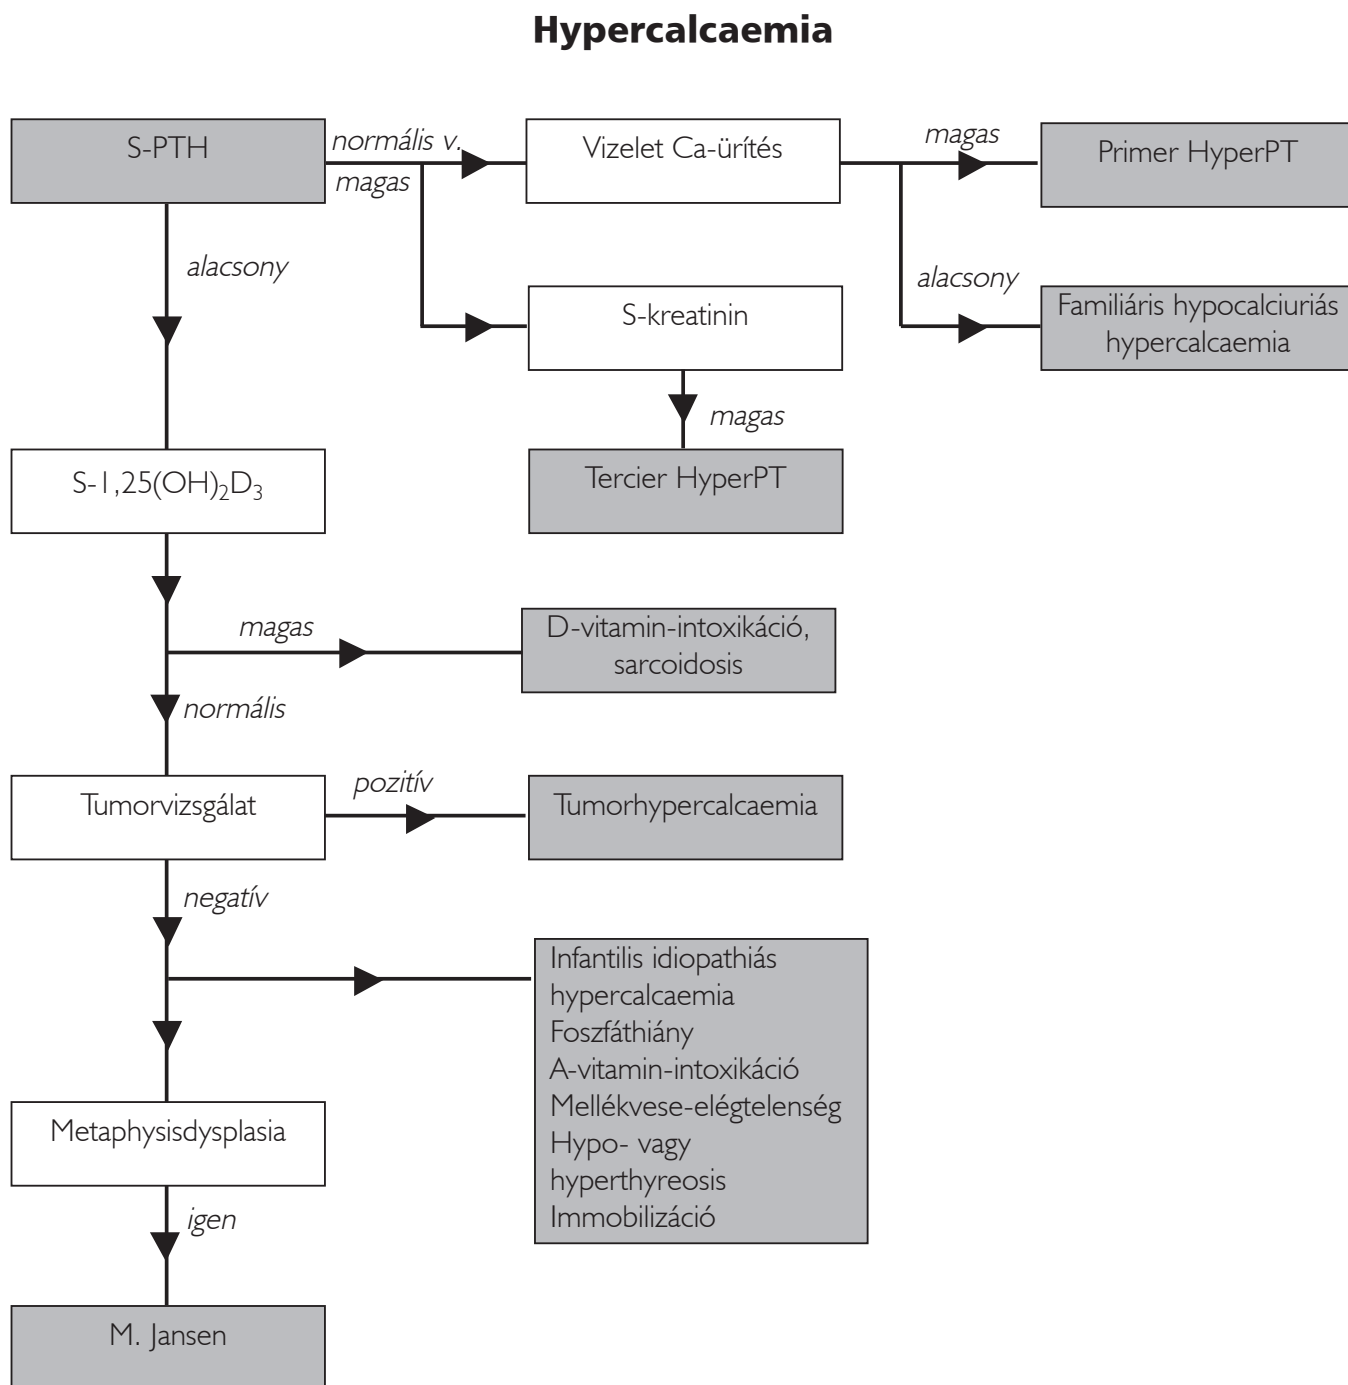 Hypercalcaemia
S-PTH
normális v.
magas
Vizelet Ca-ürítés
magas
Primer HyperPT
alacsony
alacsony
Familiáris hypocalciuriás
hypercalcaemia
S-kreatinin
magas
Tercier HyperPT
S-1,25(OH)₂D₃
magas
D-vitamin-intoxikáció,
sarcoidosis
normális
Tumorvizsgálat
pozitív
Tumorhypercalcaemia
negatív
Infantilis idiopathiás
hypercalcaemia
Foszfáthiány
A-vitamin-intoxikáció
Mellékvese-elégtelenség
Hypo- vagy
hyperthyreosis
Immobilizáció
Metaphysisdysplasia
igen
M. Jansen